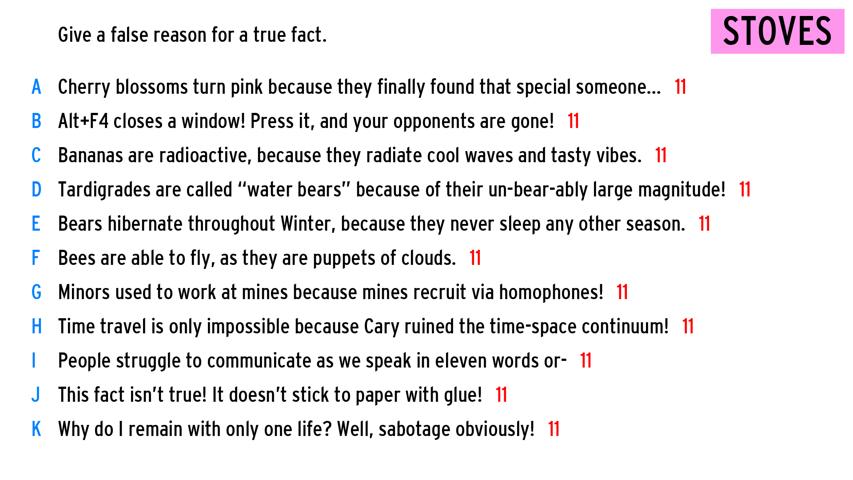 Give a false reason for a true fact.
STOVES
A Cherry blossoms turn pink because they finally found that special someone... 11
B Alt+F4 closes a window! Press it, and your opponents are gone! 11
C Bananas are radioactive, because they radiate cool waves and tasty vibes. 11
D Tardigrades are called “water bears” because of their un-bear-ably large magnitude! 11
E Bears hibernate throughout Winter, because they never sleep any other season. 11
F Bees are able to fly, as they are puppets of clouds. 11
G Minors used to work at mines because mines recruit via homophones! 11
H Time travel is only impossible because Cary ruined the time-space continuum! 11
I People struggle to communicate as we speak in eleven words or- 11
J This fact isn't true! It doesn't stick to paper with glue! 11
K Why do I remain with only one life? Well, sabotage obviously! 11